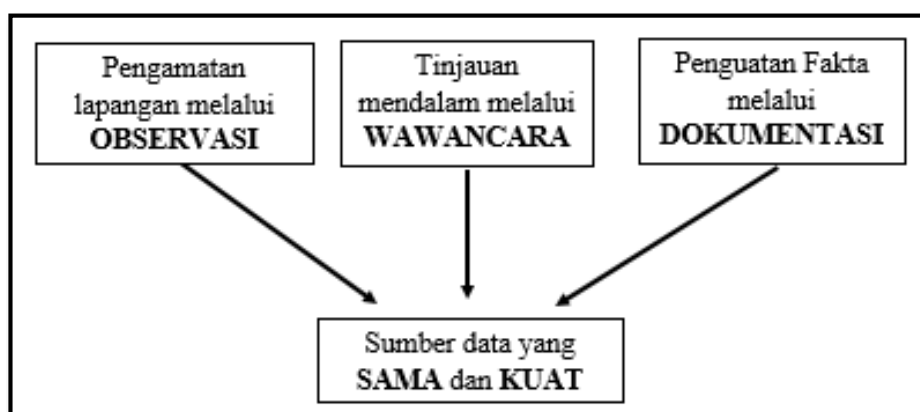 Pengamatan
lapangan melalui
OBSERVASI
Tinjauan
mendalam melalui
WAWANCARA
Penguatan Fakta
melalui
DOKUMENTASI
Sumber data yang
SAMA dan KUAT